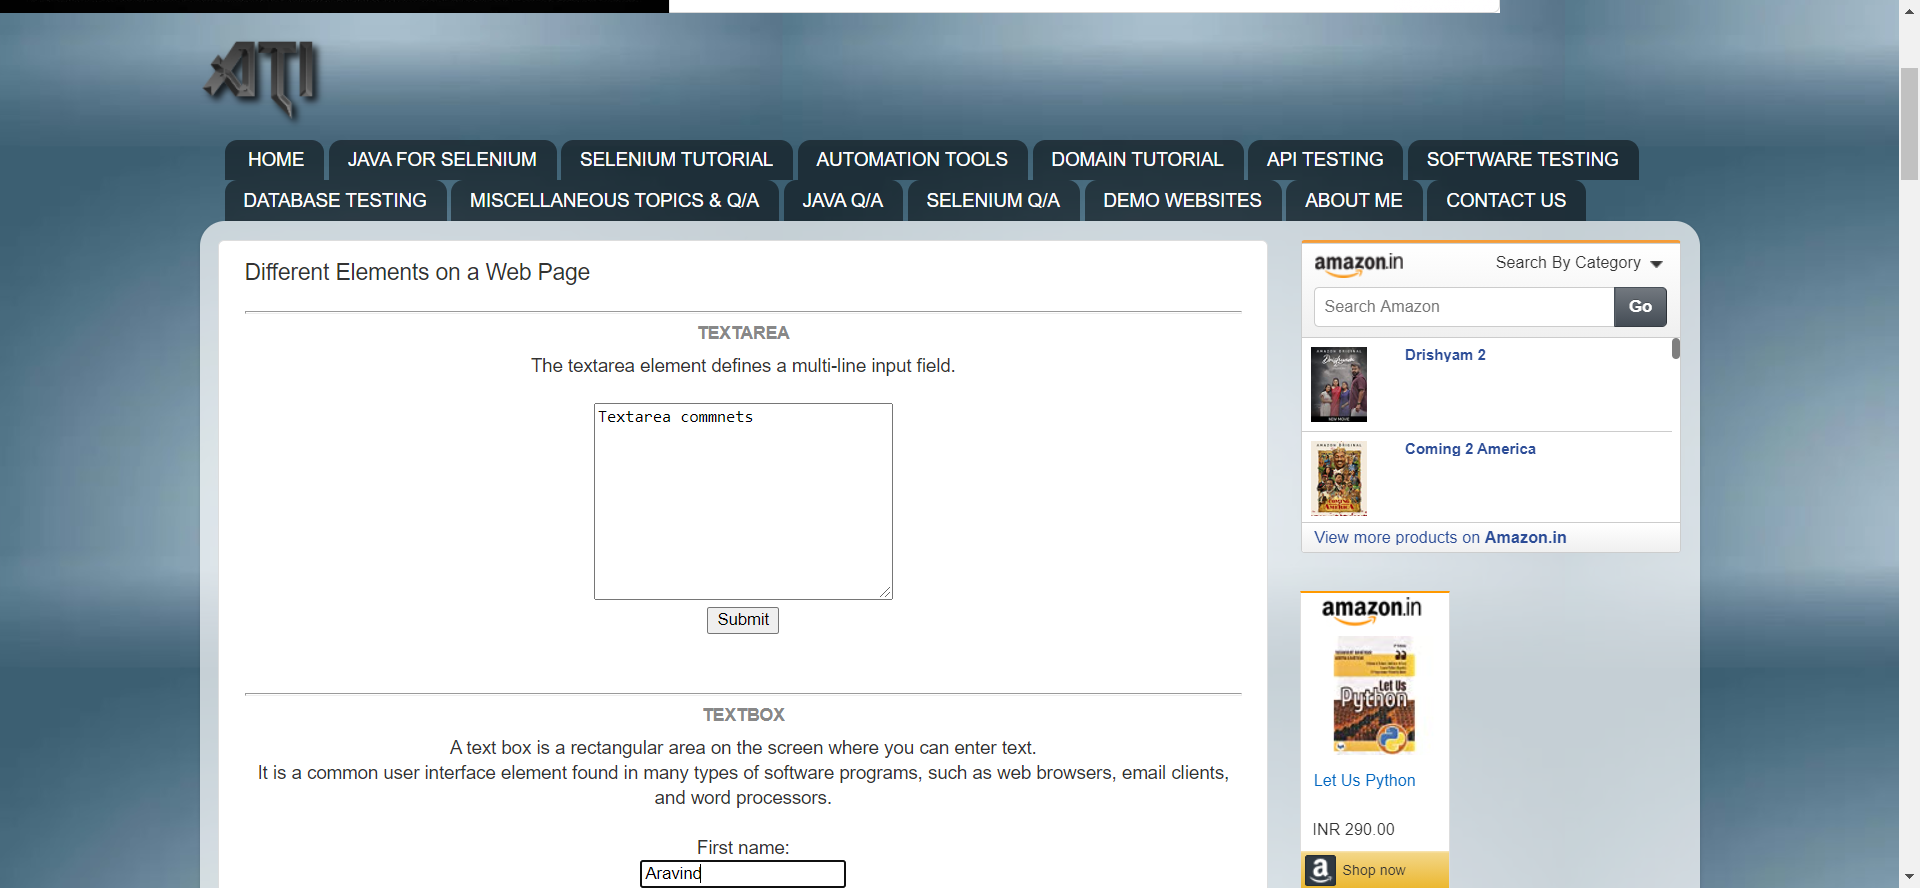 ATI
HOME JAVA FOR SELENIUM SELENIUM TUTORIAL AUTOMATION TOOLS DOMAIN TUTORIAL API TESTING SOFTWARE TESTING
DATABASE TESTING MISCELLANEOUS TOPICS & Q/A JAVA Q/A SELENIUM Q/A DEMO WEBSITES ABOUT ME CONTACT US
Different Elements on a Web Page
TEXTAREA
The textarea element defines a multi-line input field.
Textarea commnets
Submit
TEXTBOX
A text box is a rectangular area on the screen where you can enter text.
It is a common user interface element found in many types of software programs, such as web browsers, email clients,
and word processors.
First name:
Aravind
amazon.in
Search By Category
Search Amazon
Go
Drishyam 2
Coming 2 America
View more products on Amazon.in
amazon.in
Let Us
Python
Let Us Python
INR 290.00
Shop now